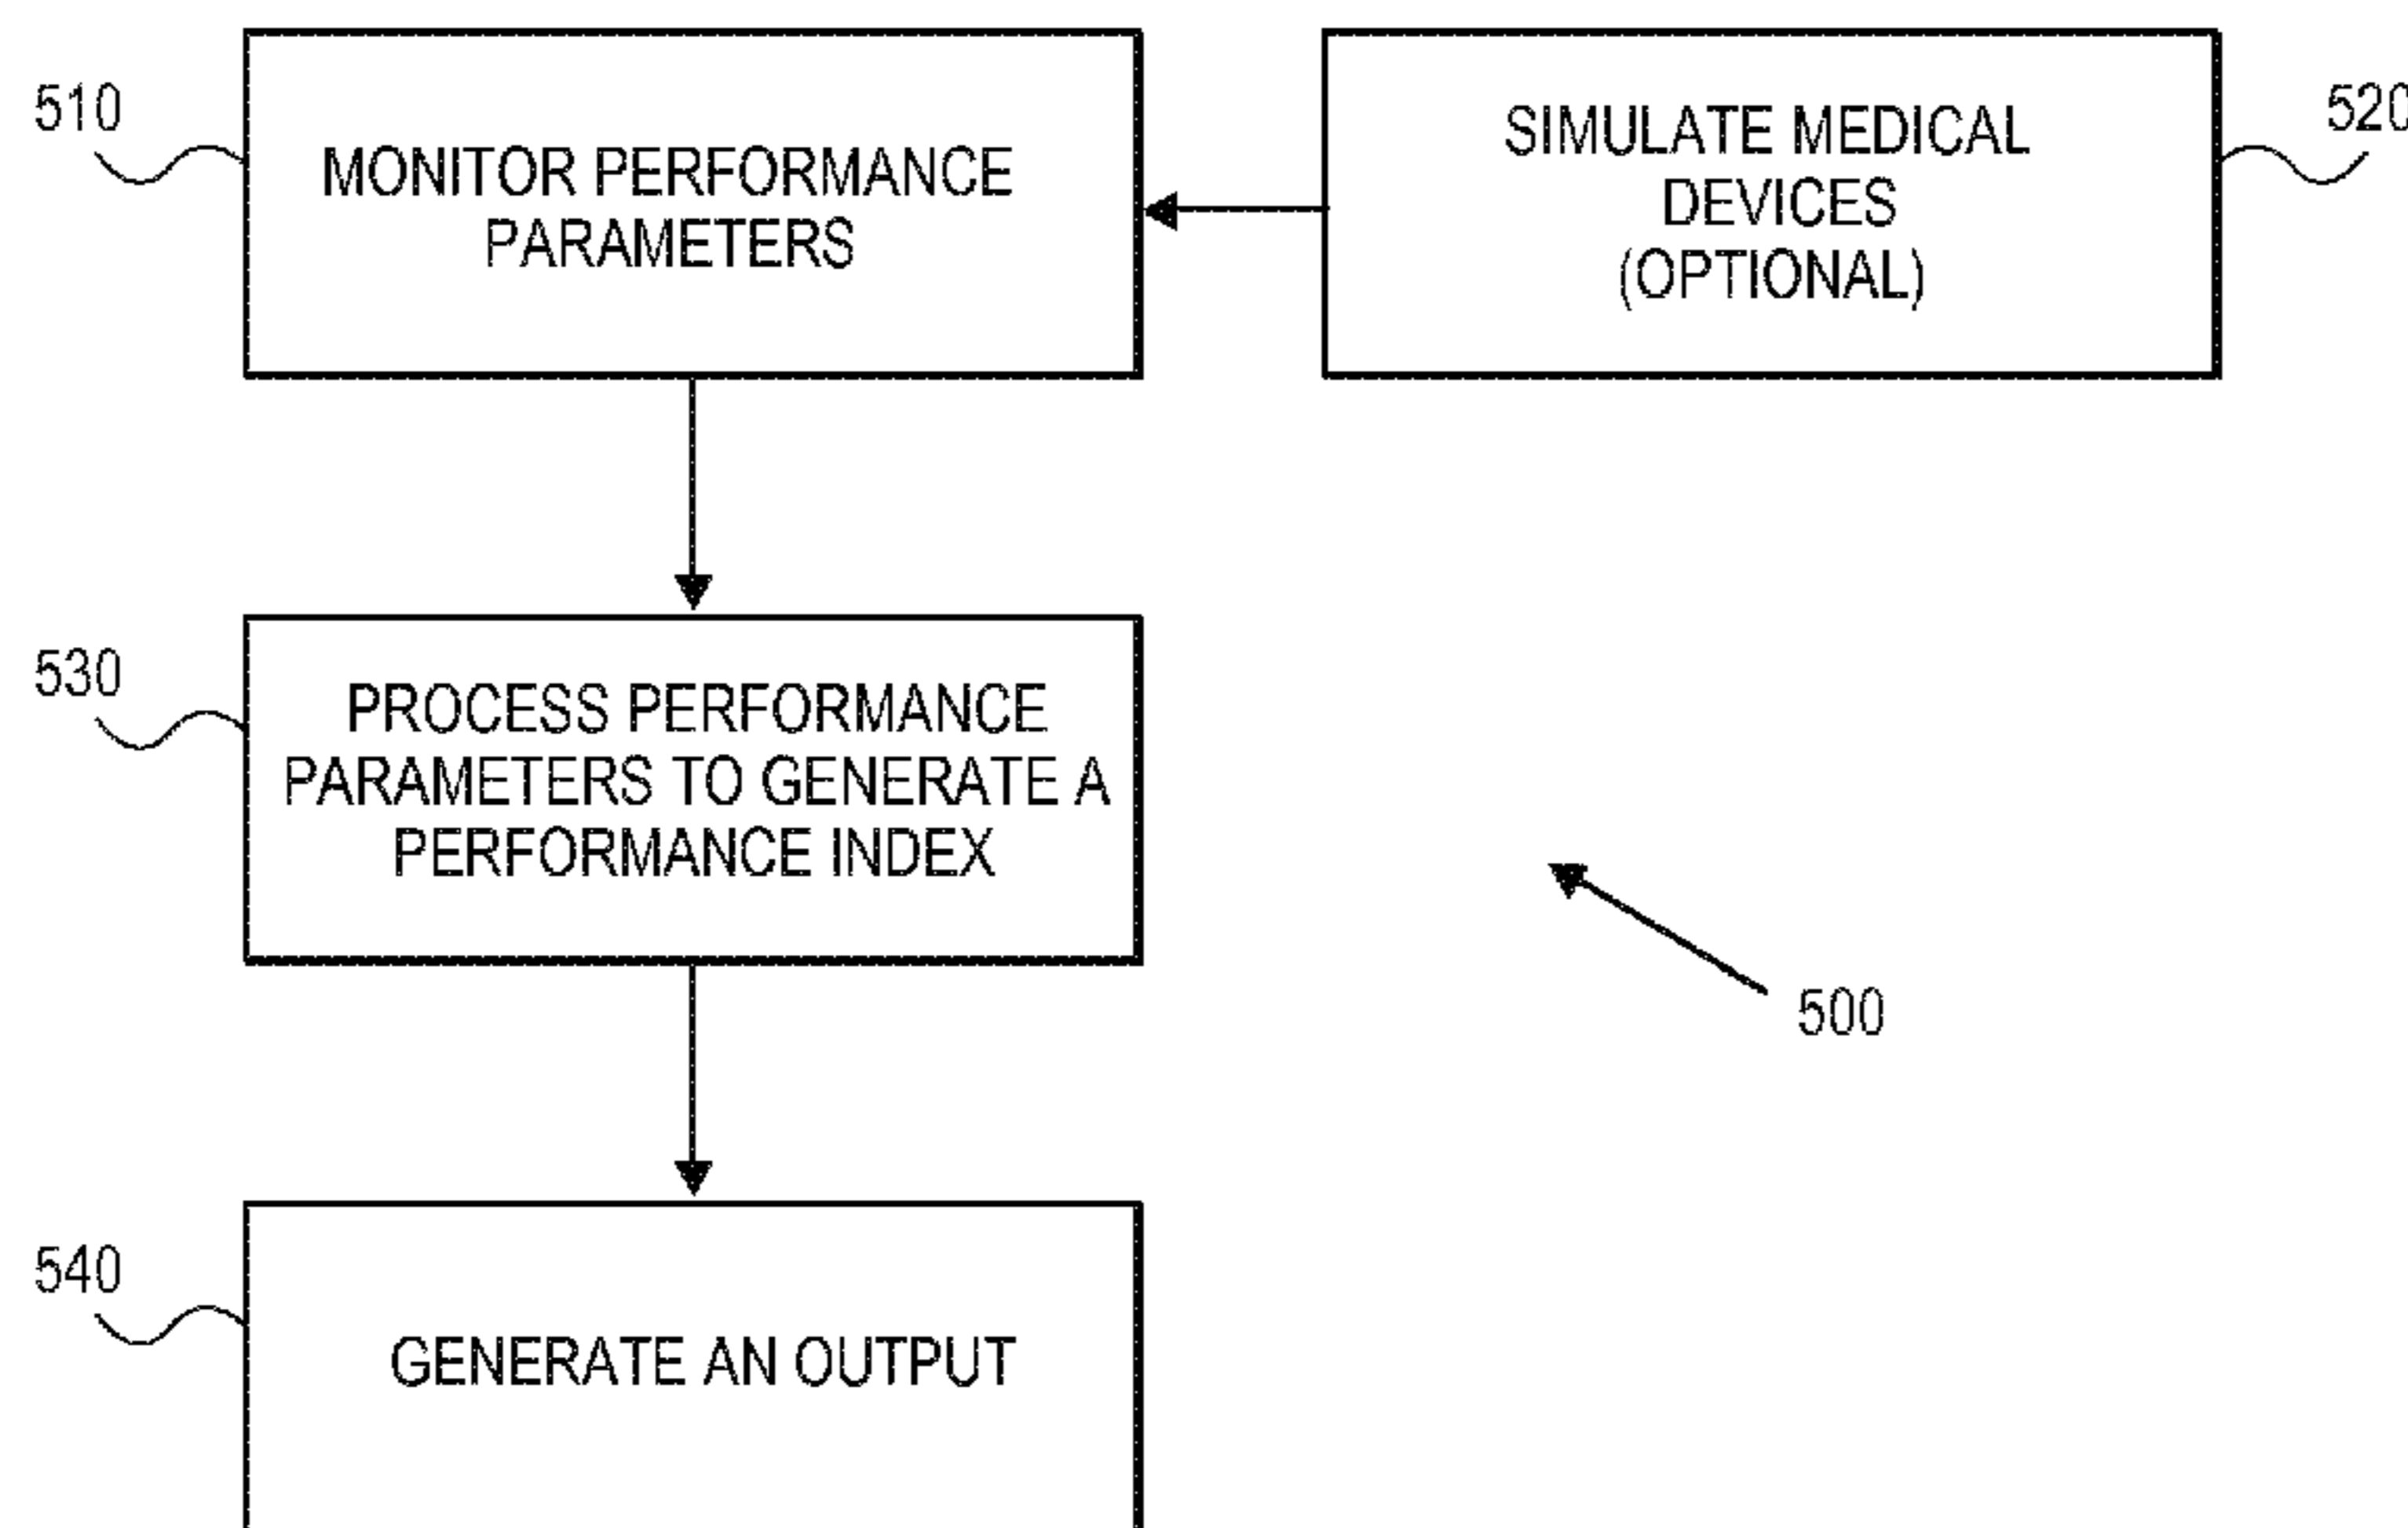 510
MONITOR PERFORMANCE
PARAMETERS
SIMULATE MEDICAL
DEVICES
(OPTIONAL)
520
530
PROCESS PERFORMANCE
PARAMETERS TO GENERATE A
PERFORMANCE INDEX
500
540
GENERATE AN OUTPUT